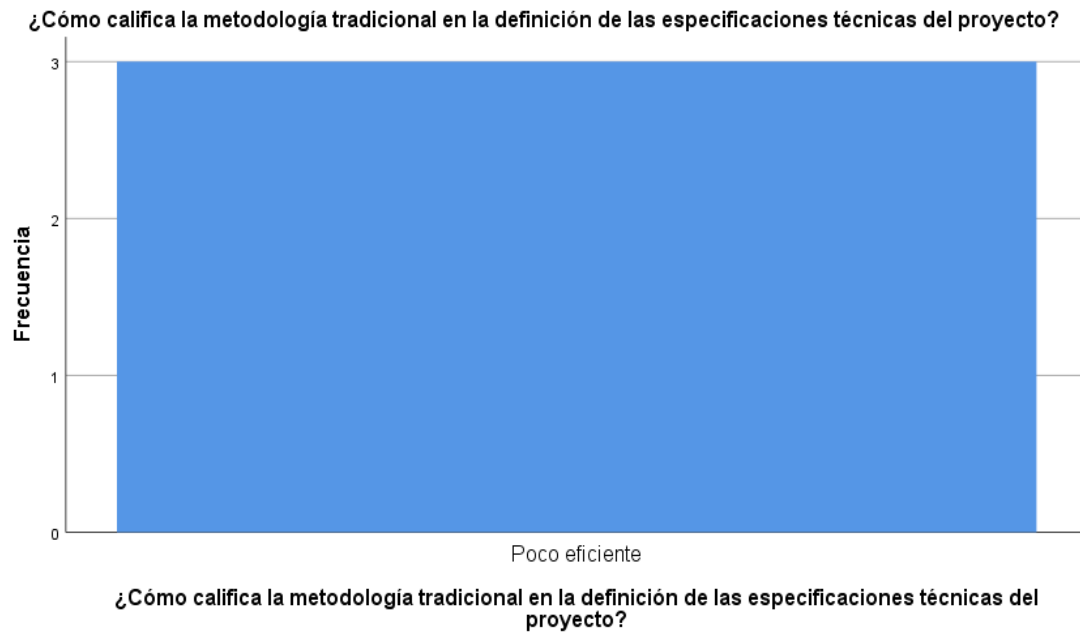 ¿Cómo califica la metodología tradicional en la definición de las especificaciones técnicas del proyecto?
3
2
1
0
Frecuencia
Poco eficiente
¿Cómo califica la metodología tradicional en la definición de las especificaciones técnicas del
proyecto?